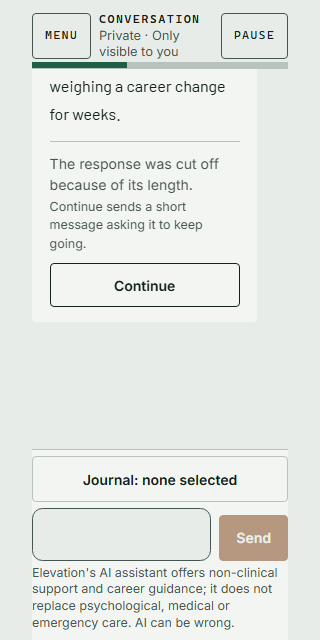 MENU
CONVERSATION
Private · Only
visible to you
PAUSE
weighing a career change
for weeks.
The response was cut off
because of its length.
Continue sends a short
message asking it to keep
going.
Continue
Journal: none selected
Send
Elevation's AI assistant offers non-clinical
support and career guidance; it does not
replace psychological, medical or
emergency care. AI can be wrong.